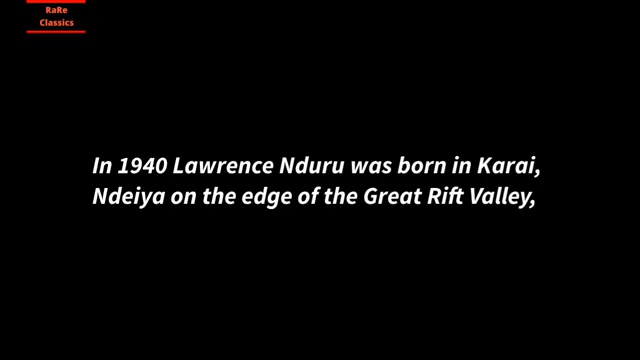 RaRe
Classics
In 1940 Lawrence Nduru was born in Karai,
Ndeiya on the edge of the Great Rift Valley,